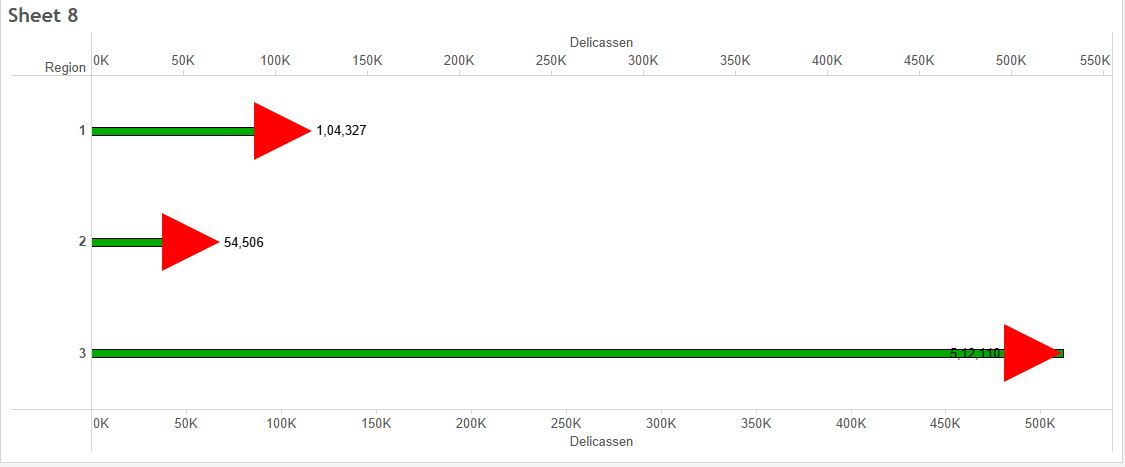 Sheet 8
Delicassen
Region 0K 50K 100K 150K 200K 250K 300K 350K 400K 450K 500K 550K
1 1,04,327
2 54,506
3 5,12,110
0K 50K 100K 150K 200K 250K 300K 350K 400K 450K 500K
Delicassen